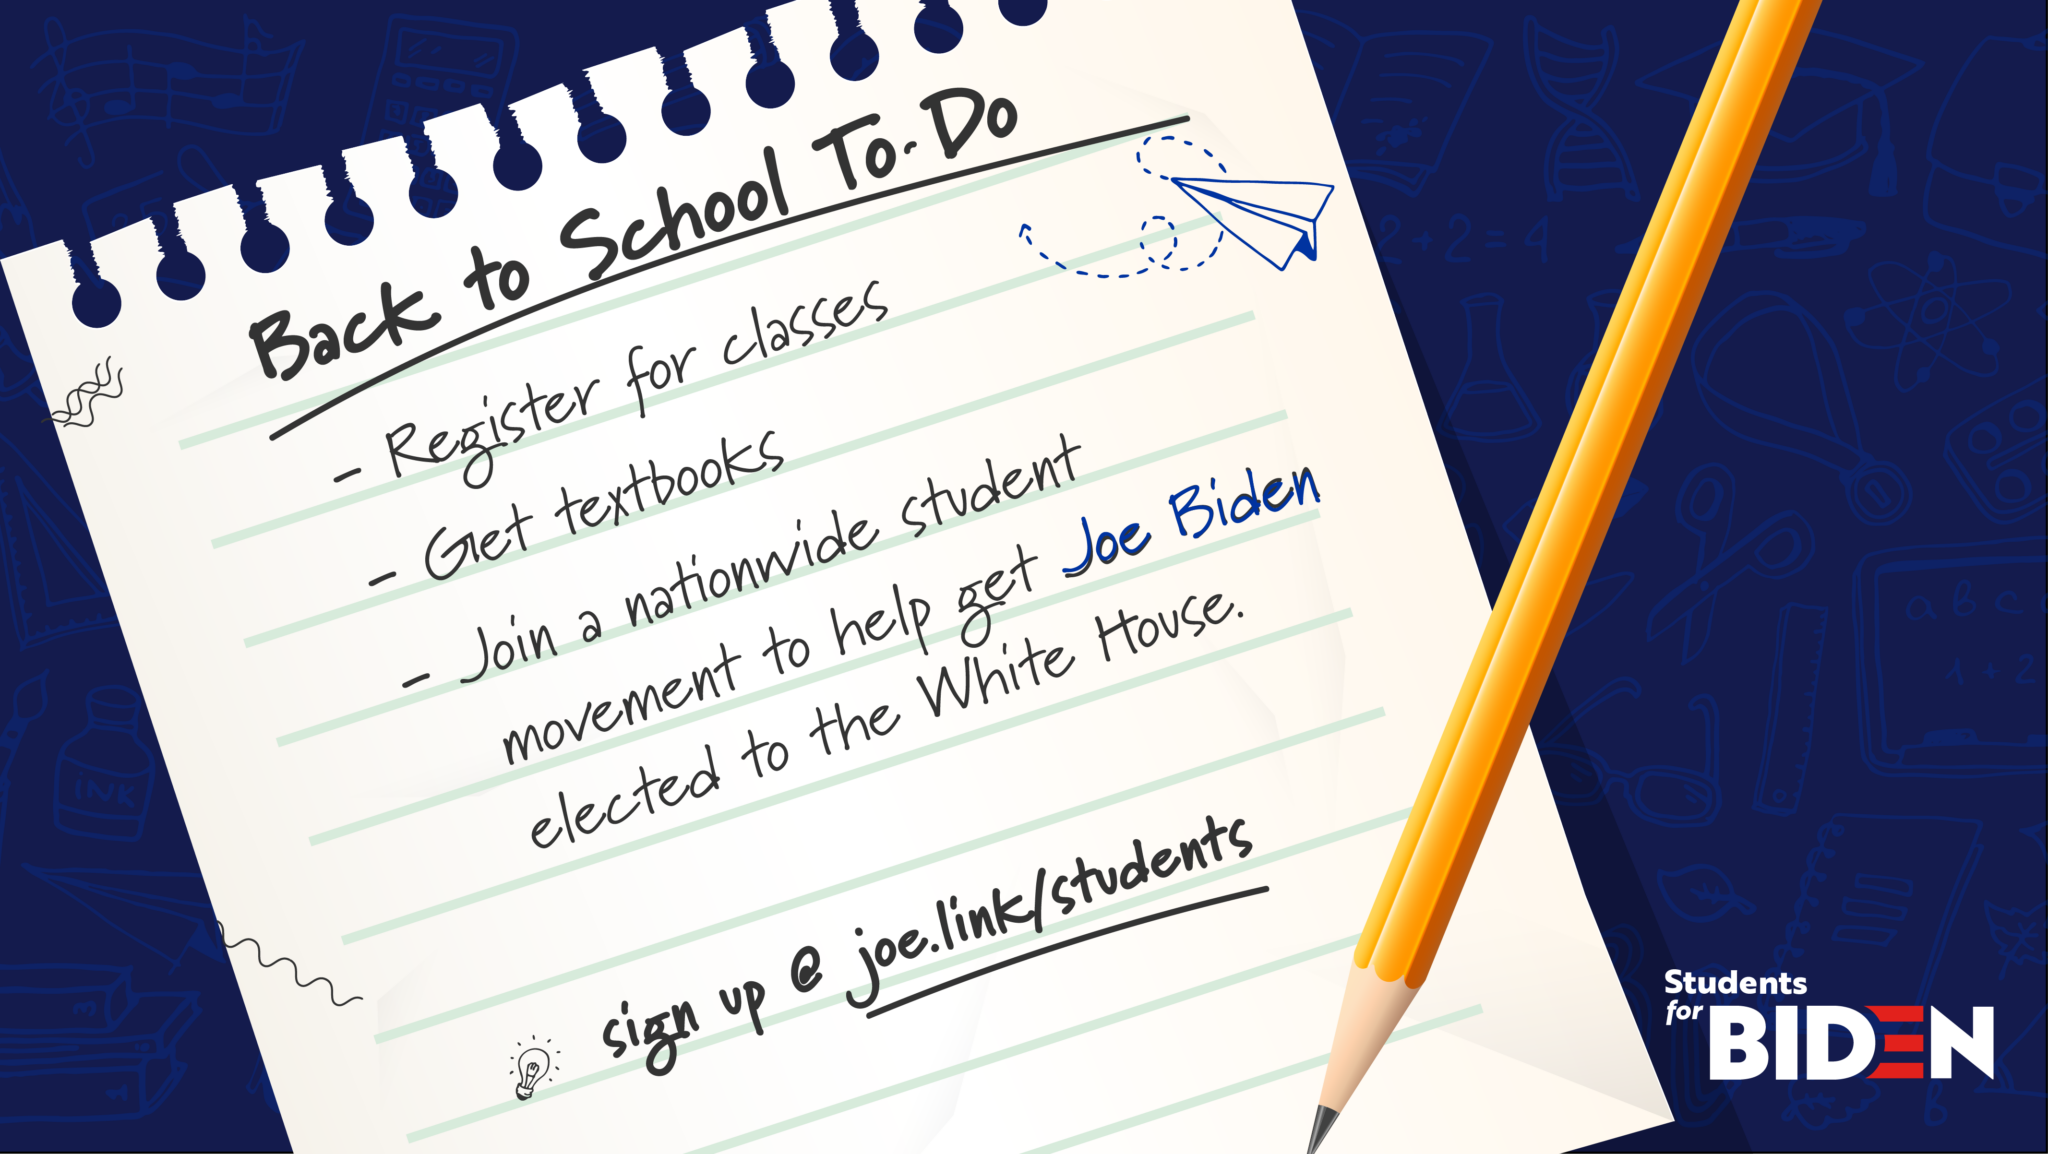 Back to School To-Do
- Register for classes
- Get textbooks
- Join a nationwide student
movement to help get Joe Biden
elected to the White House.
sign up @ joe.link/students
2+2=4
a b c
1+2
INK
Students
for
BIDEN